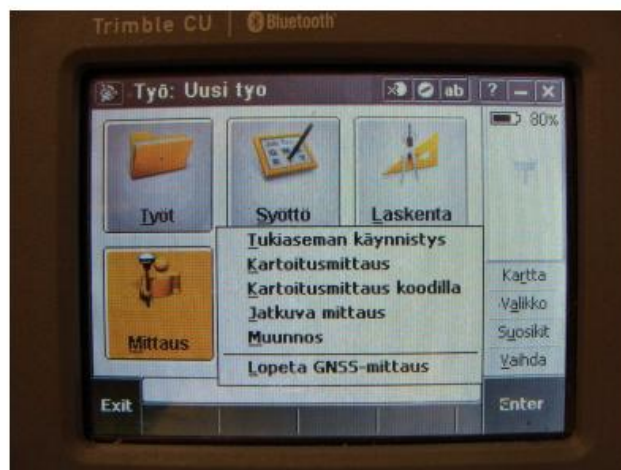 Trimble CU Bluetooth
Työ: Uusi tyo
ab ? - X
80%
Työt
Syöttö
Laskenta
Tukiaseman käynnistys
Kartoitusmittaus
Kartoitusmittaus koodilla
Jatkuva mittaus
Muunnos
Lopeta GNSS-mittaus
Mittaus
Kartta
Valikko
Suosikit
Vaihda
Exit
Enter